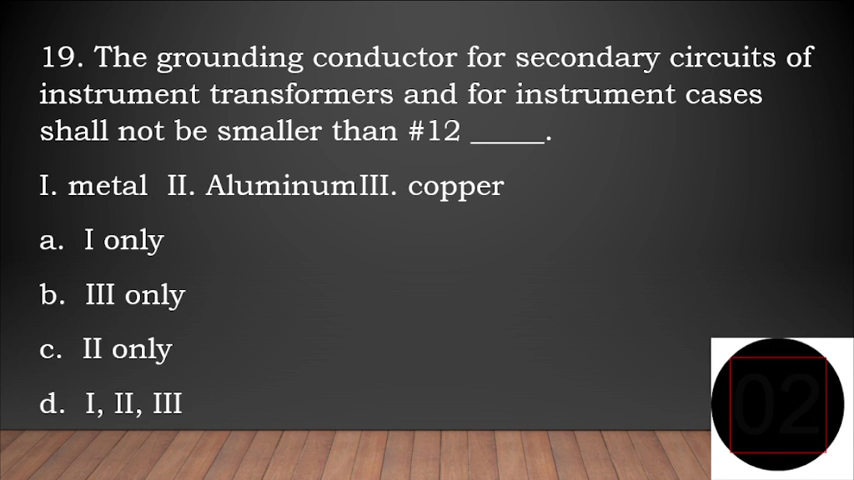 19. The grounding conductor for secondary circuits of
instrument transformers and for instrument cases
shall not be smaller than #12 _____.
I. metal II. AluminumIII. copper
a. I only
b. III only
c. II only
d. I, II, III
02